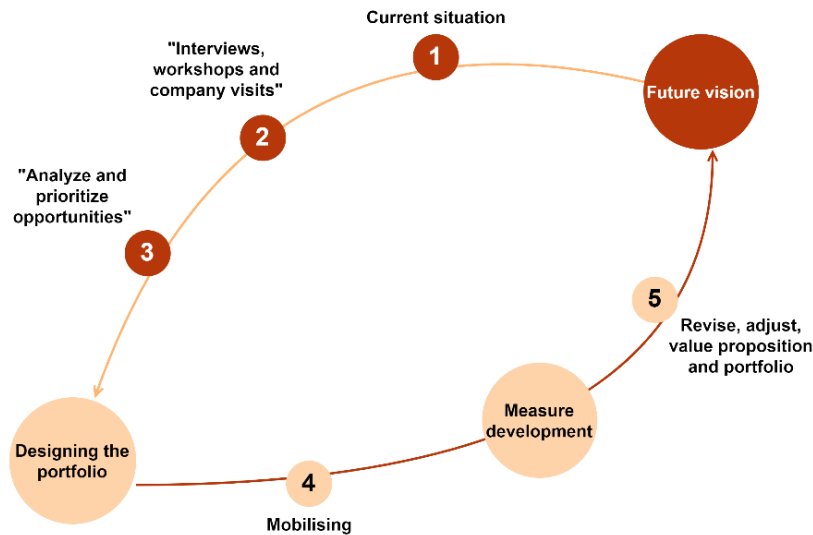 Current situation
1
"Interviews,
workshops and
company visits"
2
Future vision
"Analyze and
prioritize
opportunities"
3
5
Revise, adjust,
value proposition
and portfolio
Measure
development
Designing the
portfolio
4
Mobilising